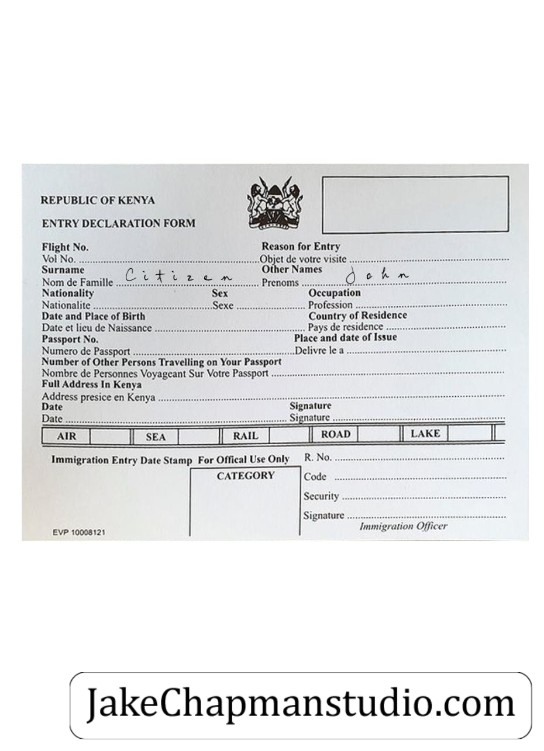 REPUBLIC OF KENYA
ENTRY DECLARATION FORM
Flight No. Reason for Entry
Vol No. Objet de votre visite
Surname Citizen Other Names John
Nom de Famille Prenoms
Nationality Sex Occupation
Nationalite Sexe Profession
Date and Place of Birth Country of Residence
Date et lieu de Naissance Pays de residence
Passport No. Place and date of Issue
Numero de Passport Delivre le a
Number of Other Persons Travelling on Your Passport
Nombre de Personnes Voyageant Sur Votre Passport
Full Address In Kenya
Address presice en Kenya
Date Signature
Date Signature
AIR SEA RAIL ROAD LAKE
Immigration Entry Date Stamp For Offical Use Only R. No.
CATEGORY Code
Security
Signature
Immigration Officer
EVP 10008121
JakeChapmanstudio.com